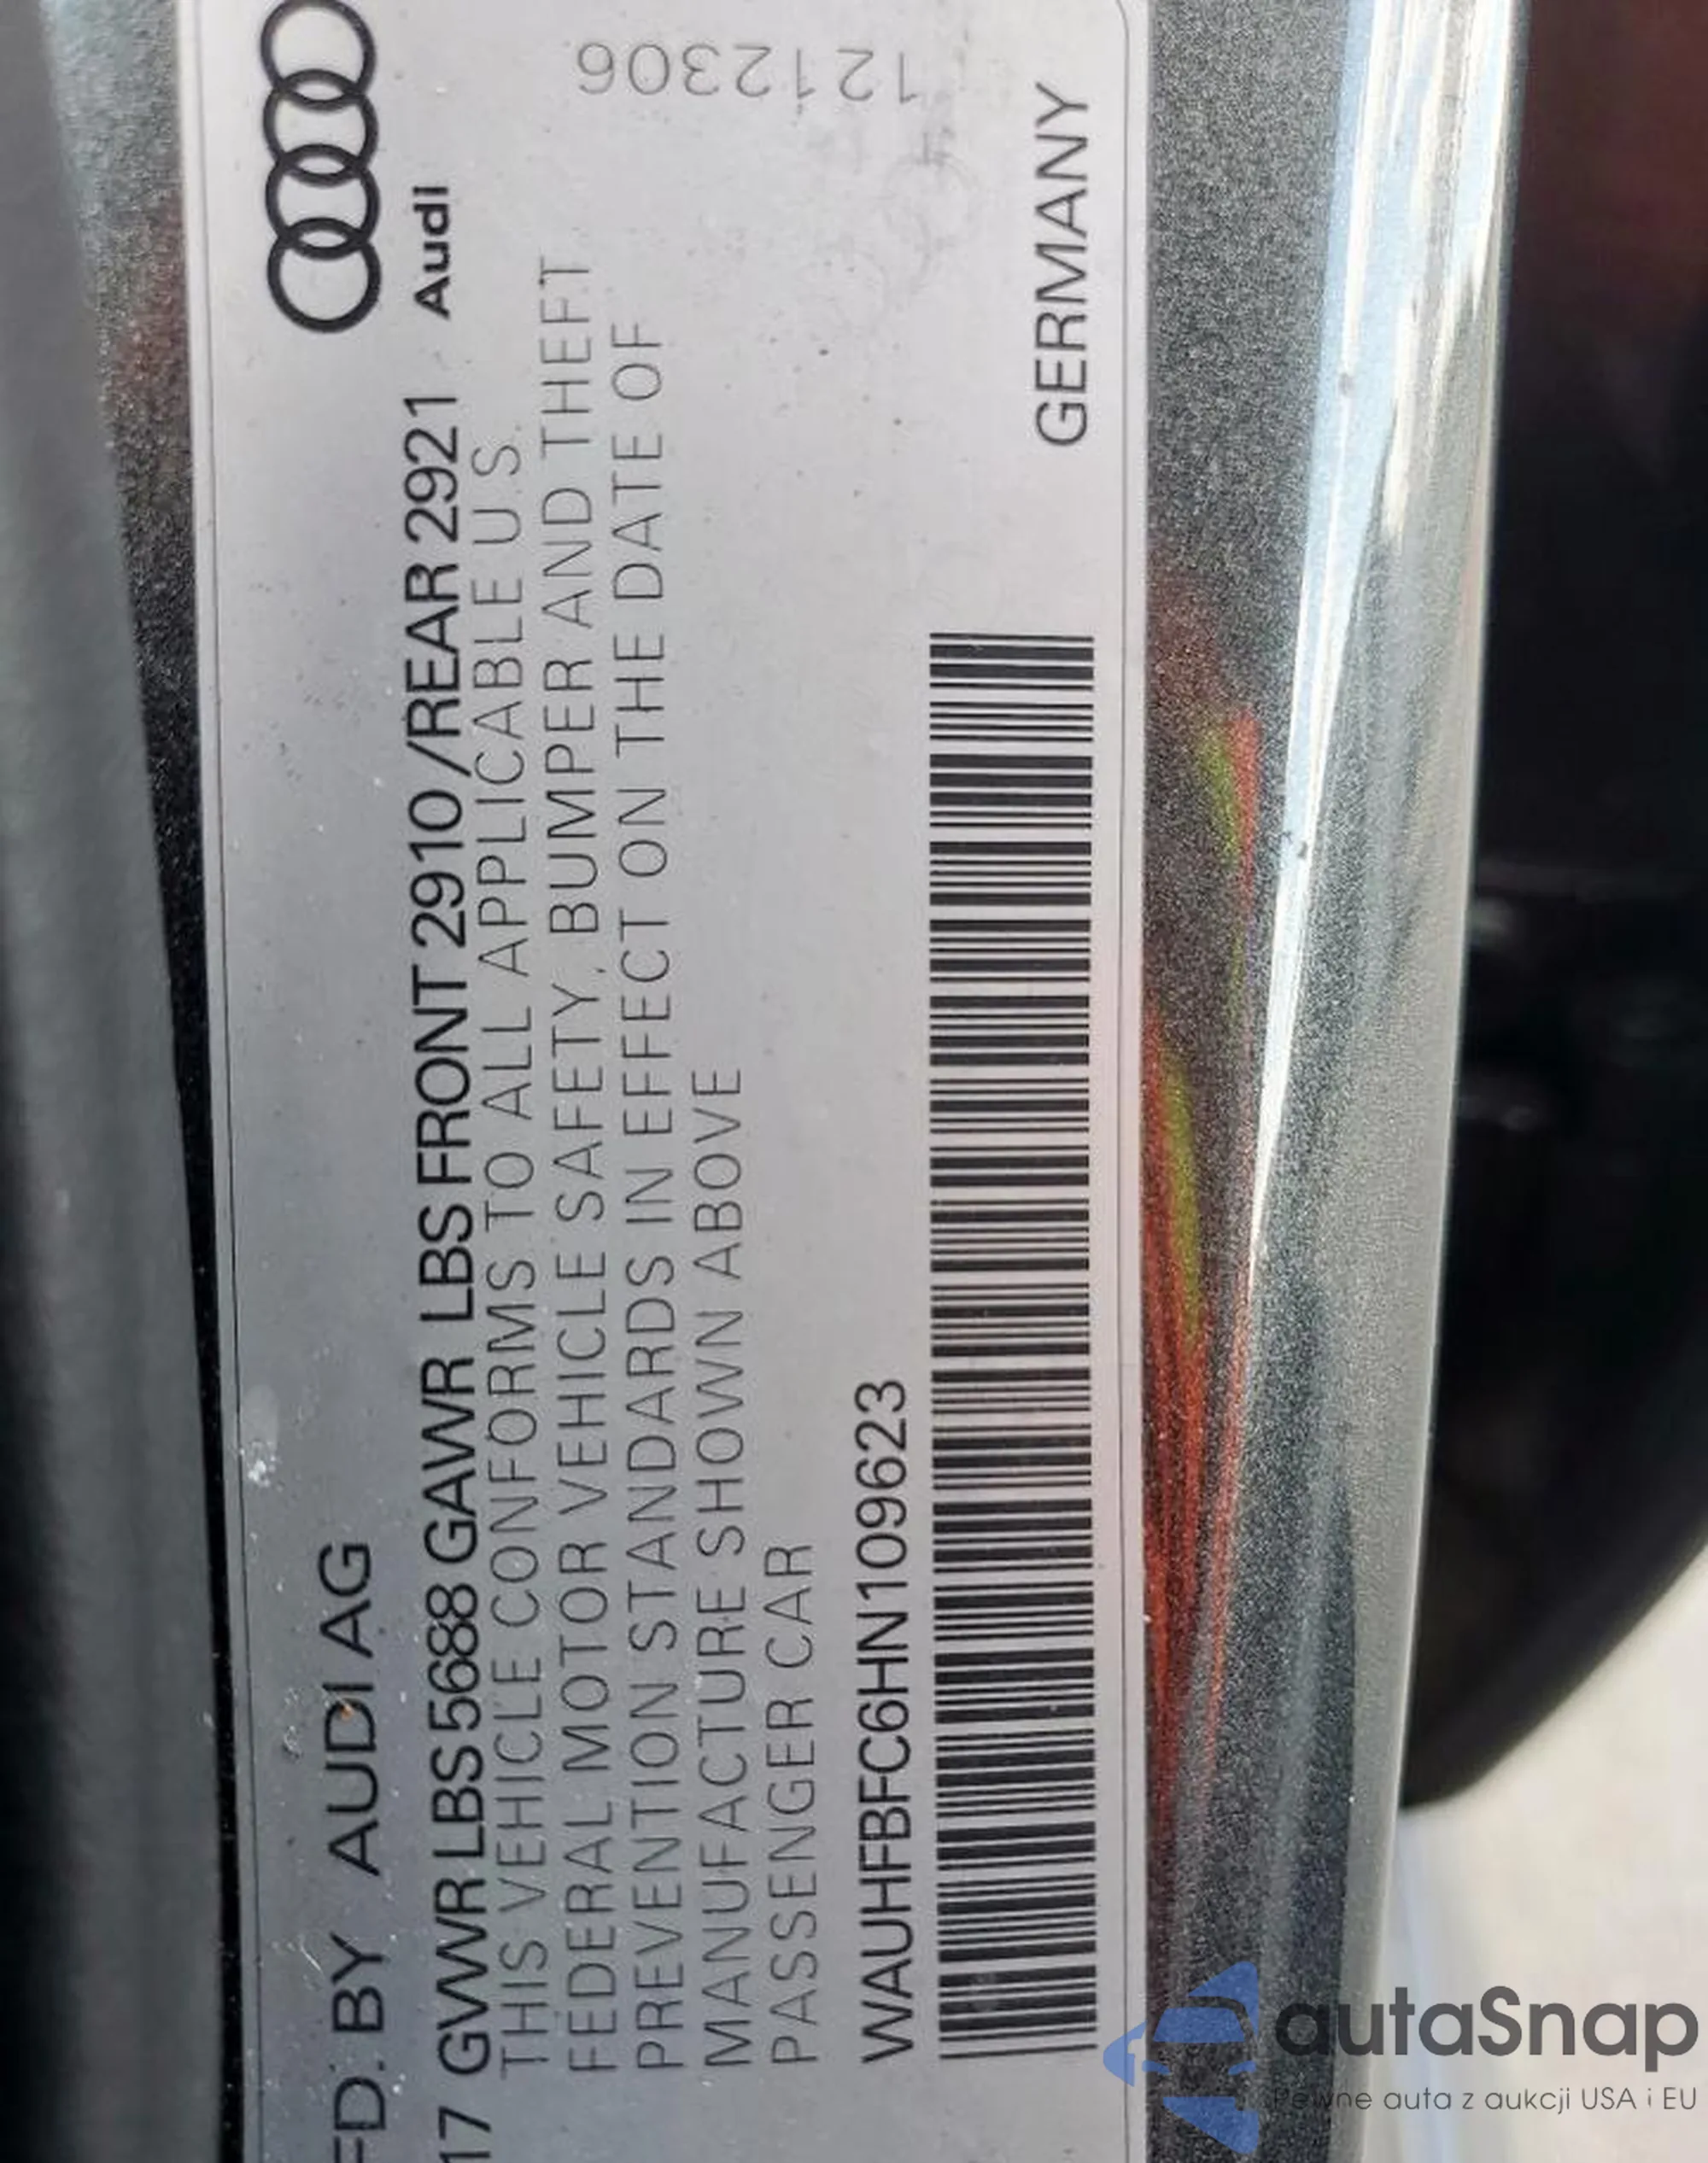 FD. BY AUDI AG
Audi
17 GVWR LBS 5688 GAWR LBS FRONT 2910 /REAR 2921
THIS VEHICLE CONFORMS TO ALL APPLICABLE U.S.
FEDERAL MOTOR VEHICLE SAFETY, BUMPER AND THEFT
PREVENTION STANDARDS IN EFFECT ON THE DATE OF
MANUFACTURE SHOWN ABOVE
PASSENGER CAR
WAUHFBFC6HN109623
GERMANY
1212306
autaSnap
Pewne auta z aukcji USA i EU